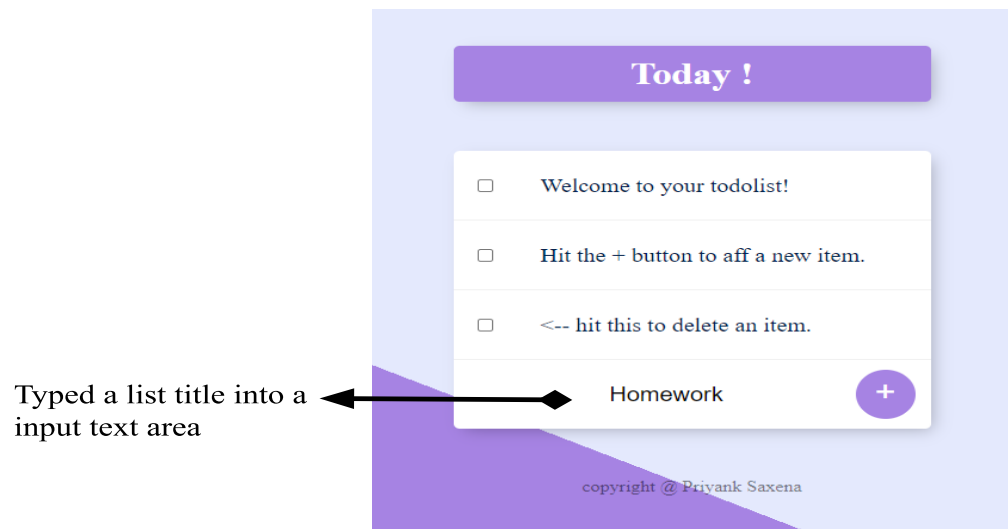 Today !
Welcome to your todolist!
Hit the + button to aff a new item.
<-- hit this to delete an item.
Homework
+
Typed a list title into a
input text area
copyright @ Priyank Saxena